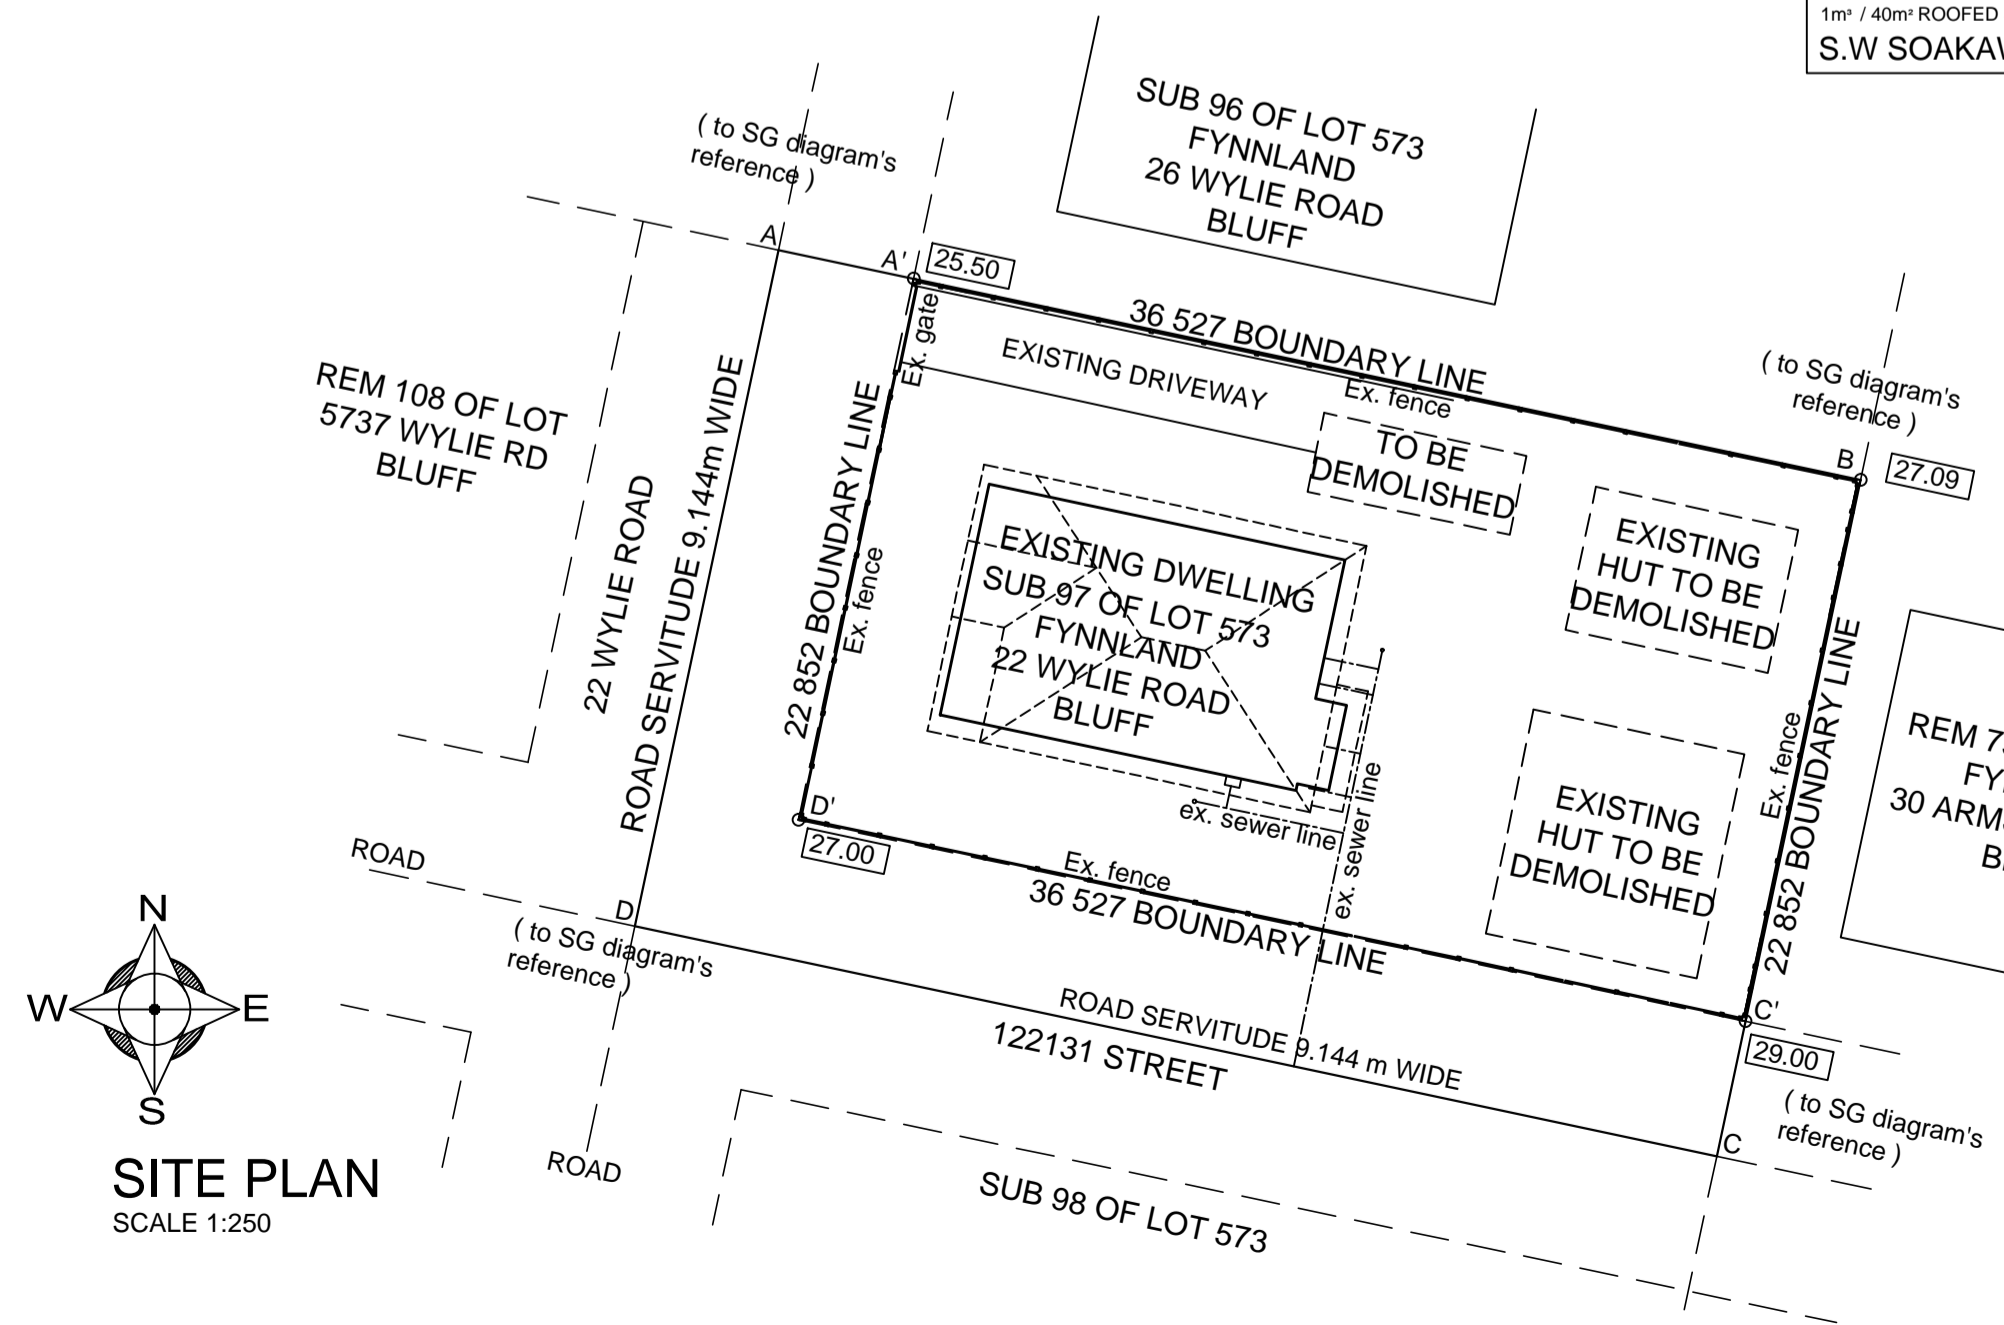 1m³ / 40m² ROOFED
S.W SOAKAW
SUB 96 OF LOT 573
FYNNLAND
26 WYLIE ROAD
BLUFF
( to SG diagram's
reference )
A
A'
25.50
36 527 BOUNDARY LINE
Ex. gate
EXISTING DRIVEWAY
Ex. fence
( to SG diagram's
reference )
B
27.09
REM 108 OF LOT
5737 WYLIE RD
BLUFF
22 WYLIE ROAD
ROAD SERVITUDE 9.144m WIDE
22 852 BOUNDARY LINE
Ex. fence
TO BE
DEMOLISHED
EXISTING
HUT TO BE
DEMOLISHED
EXISTING DWELLING
SUB 97 OF LOT 573
FYNNLAND
22 WYLIE ROAD
BLUFF
22 852 BOUNDARY LINE
Ex. fence
REM 7
FY
30 ARM
B
EXISTING
HUT TO BE
DEMOLISHED
ex. sewer line
ex. sewer line
D'
27.00
Ex. fence
36 527 BOUNDARY LINE
ROAD
D
( to SG diagram's
reference )
C'
29.00
( to SG diagram's
reference )
ROAD SERVITUDE 9.144 m WIDE
122131 STREET
C
N
W
E
S
ROAD
SUB 98 OF LOT 573
SITE PLAN
SCALE 1:250